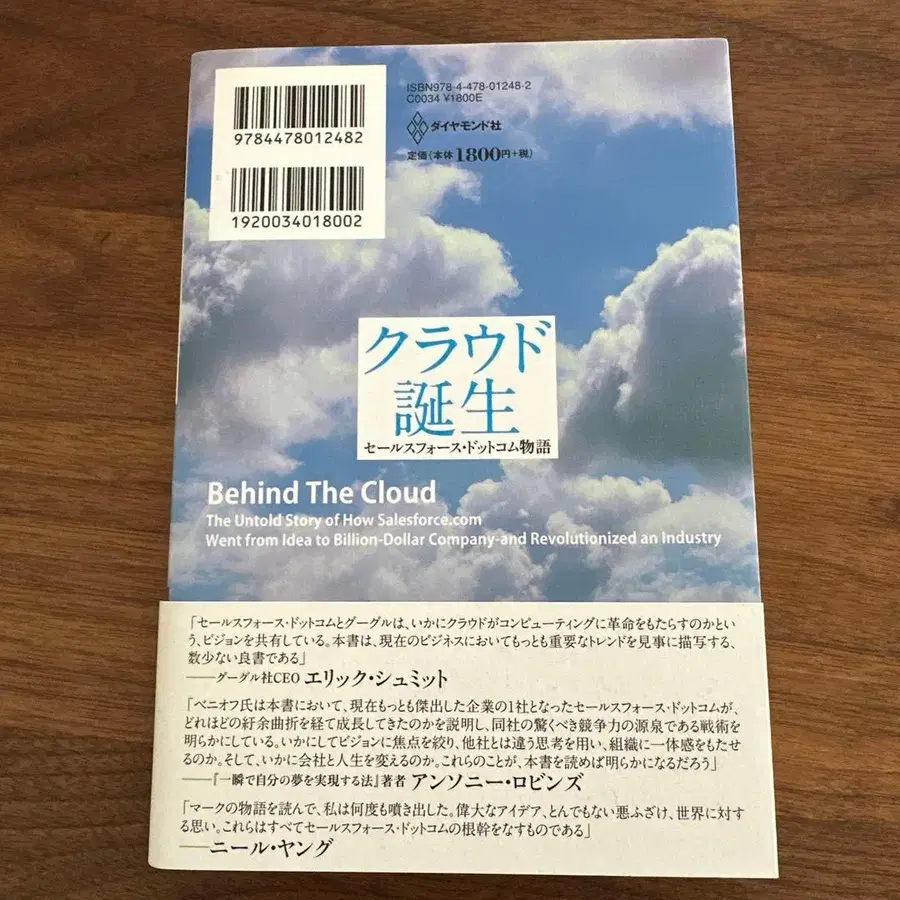 9784478012482
1920034018002
ISBN978-4-478-01248-2
C0034 ¥1800E
ダイヤモンド社
定価(本体1800円+税)
クラウド
誕生
セールスフォース・ドットコム物語
Behind The Cloud
The Untold Story of How Salesforce.com
Went from Idea to Billion-Dollar Company-and Revolutionized an Industry
「セールスフォース・ドットコムとグーグルは、いかにクラウドがコンピューティングに革命をもたらすのかとい
う、ビジョンを共有している。本書は、現在のビジネスにおいてもっとも重要なトレンドを見事に描写する、
数少ない良書である」
――グーグル社CEO エリック・シュミット
「ベニオフ氏は本書において、現在もっとも傑出した企業の1社となったセールスフォース・ドットコムが、
どれほどの紆余曲折を経て成長してきたのかを説明し、同社の驚くべき競争力の源泉である戦術を
明らかにしている。いかにしてビジョンに焦点を絞り、他社とは違う思考を用い、組織に一体感をもたせ
るのか。そして、いかに会社と人生を変えるのか。これらのことが、本書を読めば明らかになるだろう」
――『一瞬で自分の夢を実現する法』著者 アンソニー・ロビンズ
「マークの物語を読んで、私は何度も噴き出した。偉大なアイデア、とんでもない悪ふざけ、世界に対す
る思い。これらはすべてセールスフォース・ドットコムの根幹をなすものである」
――ニール・ヤング